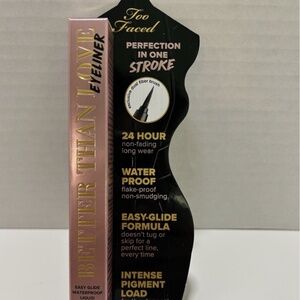 BETTER THAN LOVE
EYELINER
EASY GLIDE
WATERPROOF
LIQUID
Too
Faced
PERFECTION
IN ONE
STROKE
24 HOUR
non-fading
long wear
WATER
PROOF
flake-proof
non-smudging
EASY-GLIDE
FORMULA
doesn't tug or
skip for a
perfect line,
every time
INTENSE
PIGMENT
LOAD